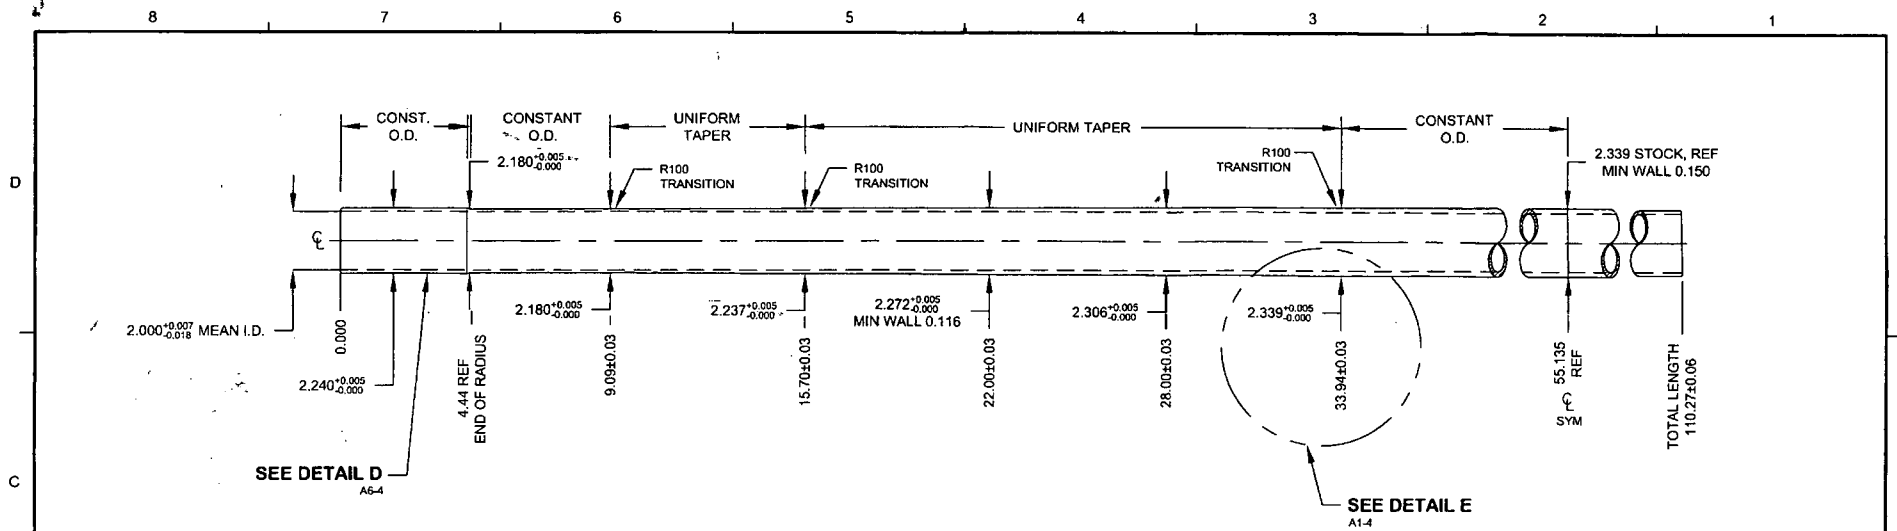 8 7 6 5 4 3 2 1
D
C
CONST.
O.D.
CONSTANT
O.D.
UNIFORM
TAPER
UNIFORM TAPER
CONSTANT
O.D.
2.180 +0.005 -0.000
R100
TRANSITION
R100
TRANSITION
R100
TRANSITION
2.339 STOCK, REF
MIN WALL 0.150
℄
2.000 +0.007 -0.018 MEAN I.D.
0.000
2.240 +0.005 -0.000
4.44 REF
END OF RADIUS
2.180 +0.005 -0.000
9.09±0.03
2.237 +0.005 -0.000
15.70±0.03
2.272 +0.005 -0.000
MIN WALL 0.116
22.00±0.03
2.306 +0.005 -0.000
28.00±0.03
2.339 +0.005 -0.000
33.94±0.03
55.135
REF
℄
SYM
TOTAL LENGTH
110.27±0.06
SEE DETAIL D
A6-4
SEE DETAIL E
A1-4